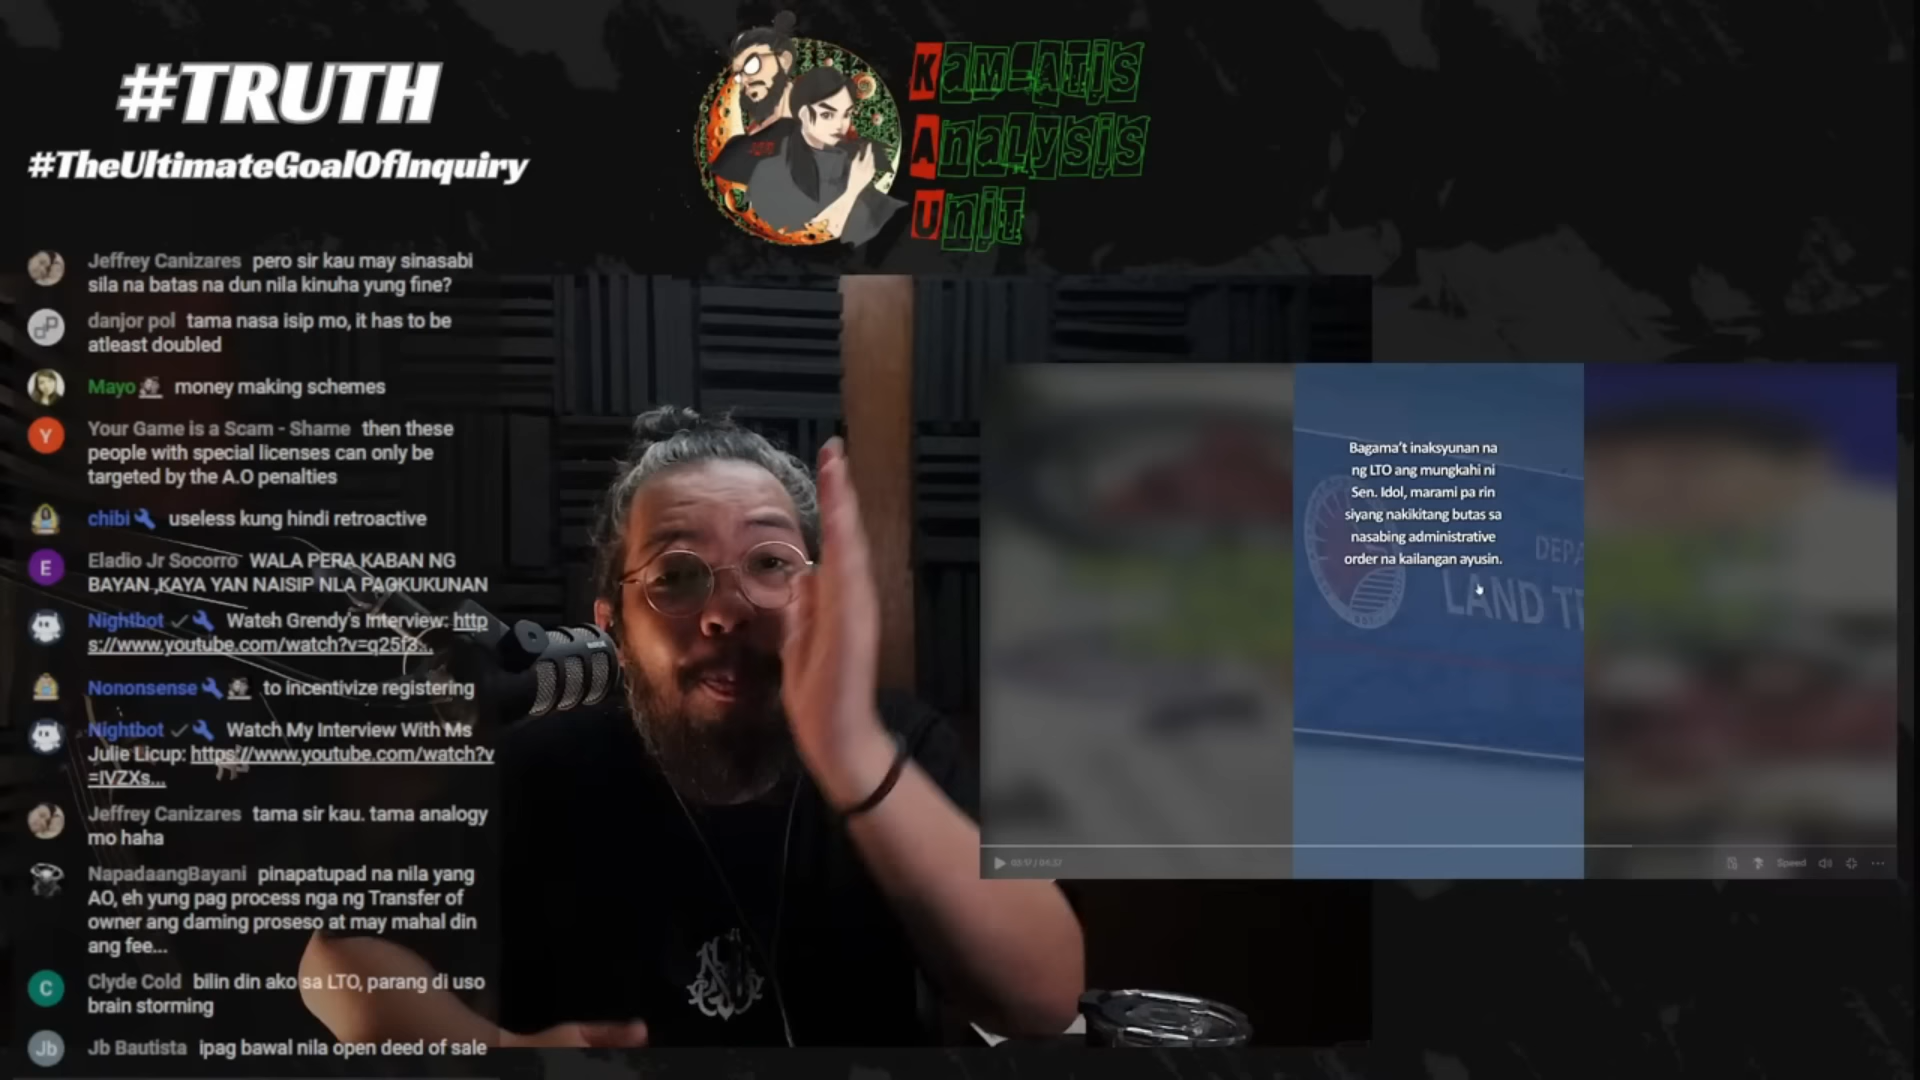 #TRUTH
#TheUltimateGoalOfInquiry
Kam-Atis
Analysis
Unit
Jeffrey Canizares pero sir kau may sinasabi
sila na batas na dun nila kinuha yung fine?
danjor pol tama nasa isip mo, it has to be
atleast doubled
Mayo money making schemes
Y
Your Game is a Scam - Shame then these
people with special licenses can only be
targeted by the A.O penalties
chibi useless kung hindi retroactive
E
Eladio Jr Socorro WALA PERA KABAN NG
BAYAN ,KAYA YAN NAISIP NLA PAGKUKUNAN
Nightbot Watch Grendy's Interview: http
s://www.youtube.com/watch?v=q25f3...
Nononsense to incentivize registering
Nightbot Watch My Interview With Ms
Julie Licup: https://www.youtube.com/watch?v
=IVZXs...
Jeffrey Canizares tama sir kau. tama analogy
mo haha
NapadaangBayani pinapatupad na nila yang
AO, eh yung pag process nga ng Transfer of
owner ang daming proseso at may mahal din
ang fee...
C
Clyde Cold bilin din ako sa LTO, parang di uso
brain storming
Jb
Jb Bautista ipag bawal nila open deed of sale
Bagama't inaksyunan na
ng LTO ang mungkahi ni
Sen. Idol, marami pa rin
siyang nakikitang butas sa
nasabing administrative
order na kailangan ayusin.
DEPA
LAND T
03:17 / 04:37
Speed